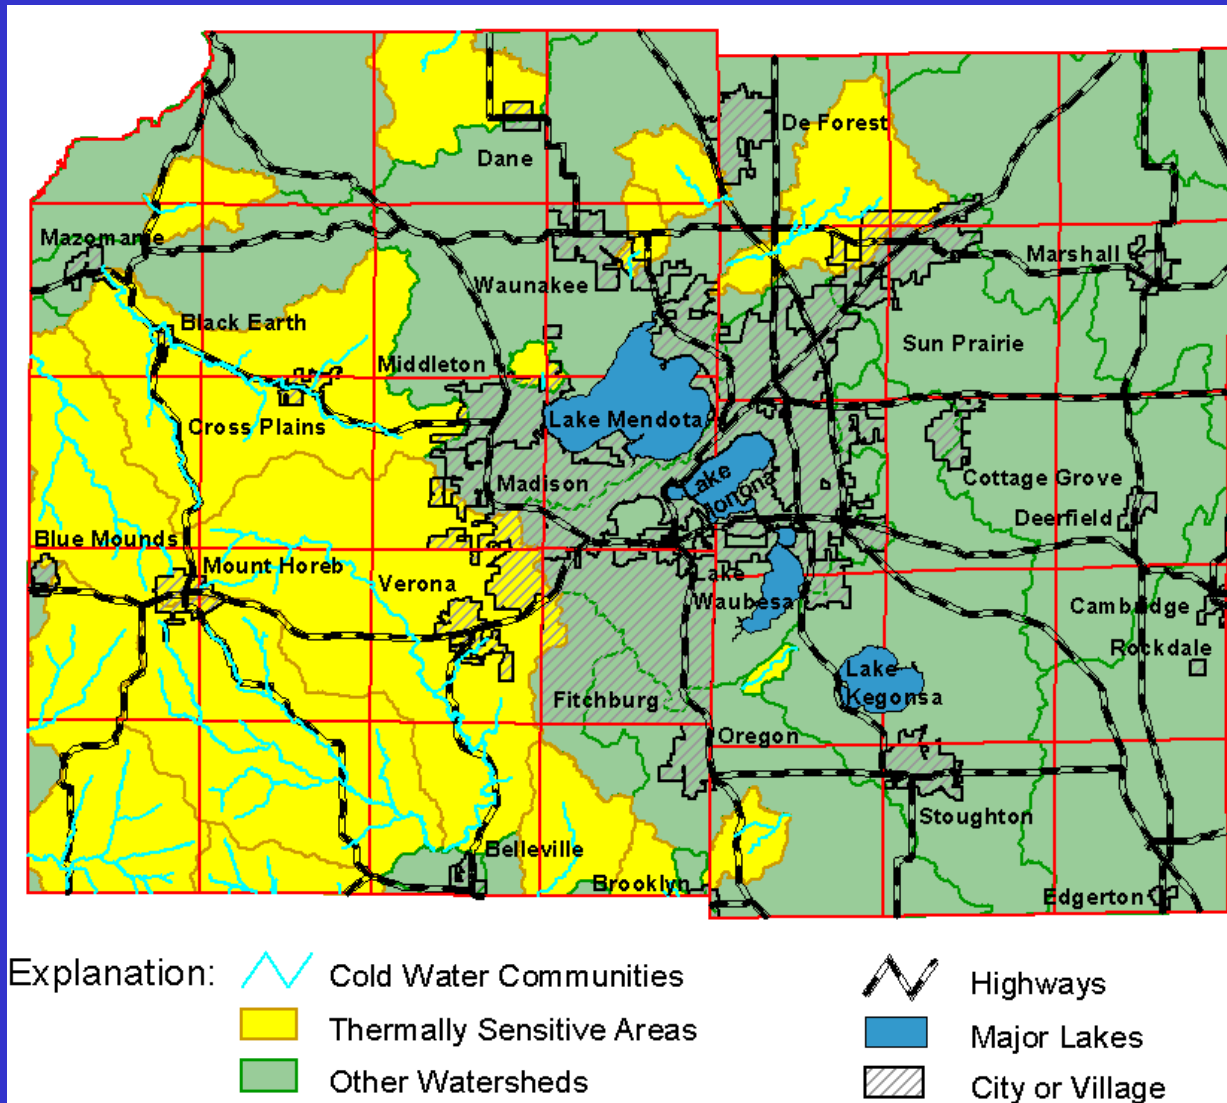 De Forest
Dane
Mazomanie
Marshall
Waunakee
Black Earth
Sun Prairie
Middleton
Lake Mendota
Cross Plains
Lake
Monona
Madison
Cottage Grove
Deerfield
Blue Mounds
Mount Horeb
Verona
Lake
Waubesa
Cambridge
Rockdale
Lake
Kegonsa
Fitchburg
Oregon
Stoughton
Belleville
Brooklyn
Edgerton
Explanation:
Cold Water Communities
Thermally Sensitive Areas
Other Watersheds
Highways
Major Lakes
City or Village